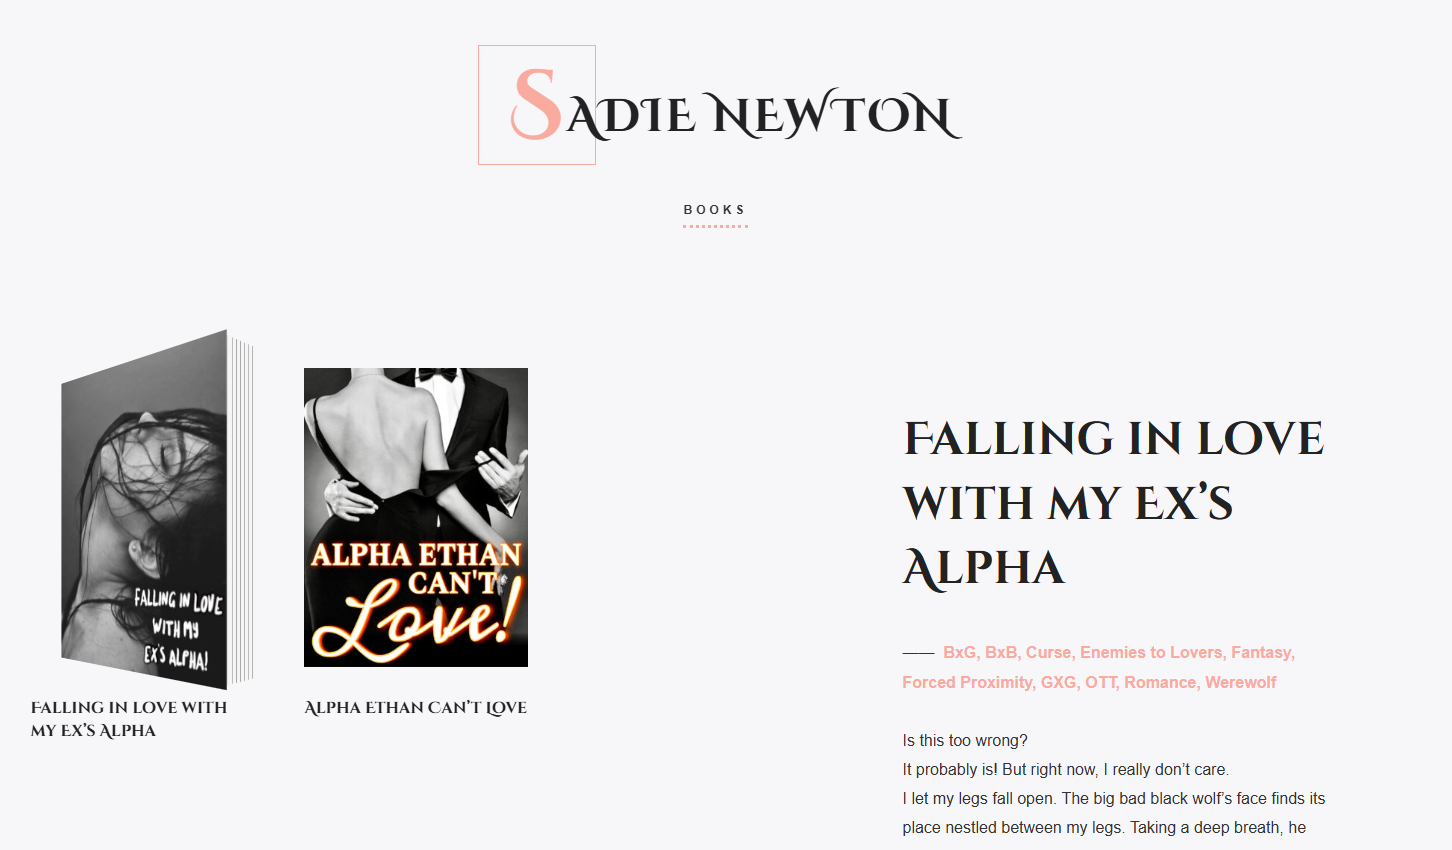 SADIE NEWTON
BOOKS
FALLING IN LOVE
WITH MY
EX'S ALPHA!
FALLING IN LOVE WITH
MY EX’S ALPHA
ALPHA ETHAN
CAN'T
Love!
ALPHA ETHAN CAN’T LOVE
FALLING IN LOVE
WITH MY EX’S
ALPHA
BxG, BxB, Curse, Enemies to Lovers, Fantasy,
Forced Proximity, GXG, OTT, Romance, Werewolf
Is this too wrong?
It probably is! But right now, I really don’t care.
I let my legs fall open. The big bad black wolf’s face finds its
place nestled between my legs. Taking a deep breath, he